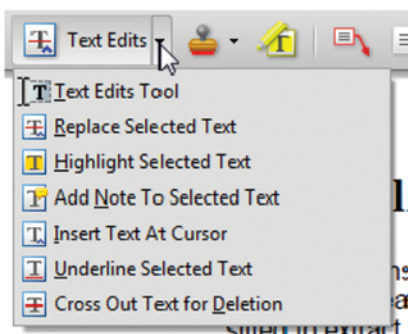 Text Edits
Text Edits Tool
Replace Selected Text
Highlight Selected Text
Add Note To Selected Text
Insert Text At Cursor
Underline Selected Text
Cross Out Text for Deletion